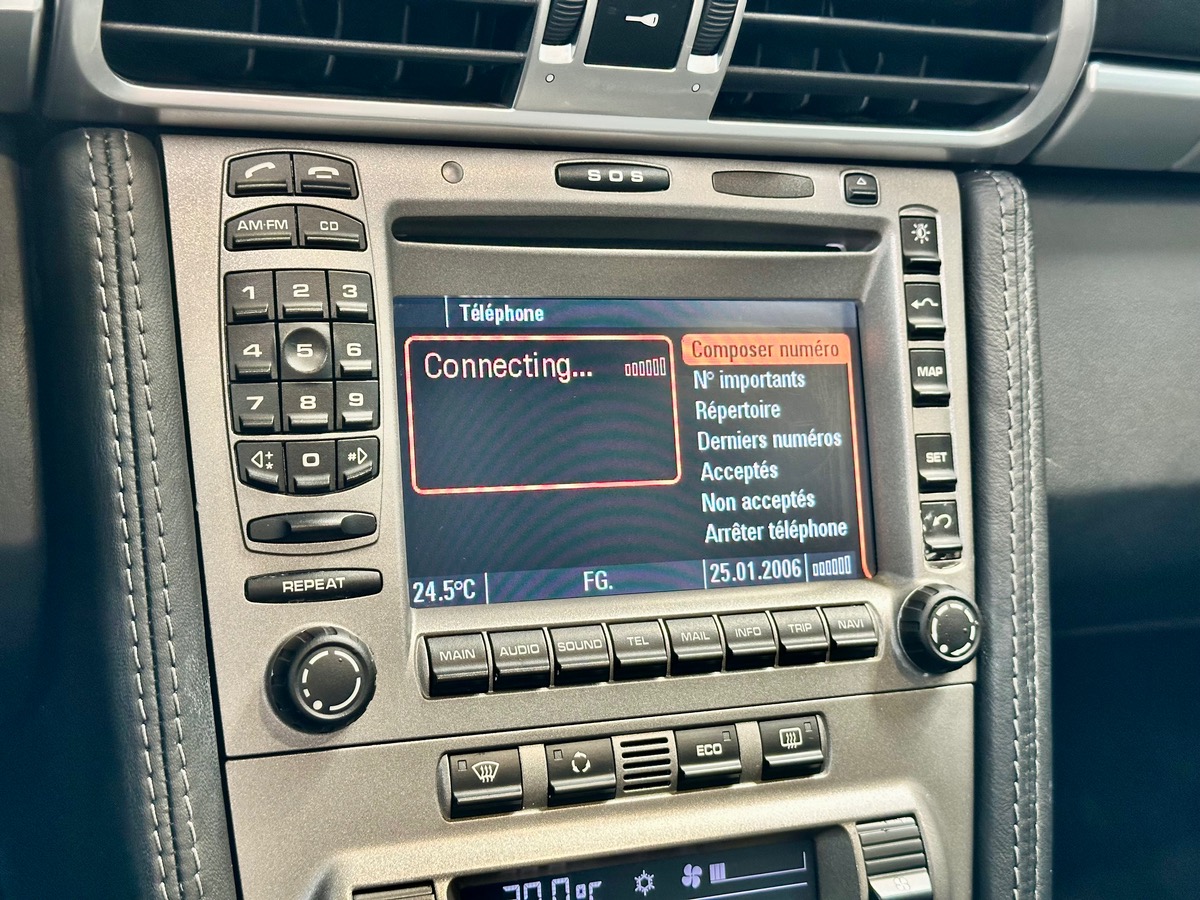 SOS
AM·FM CD
1 2 3
4 5 6
7 8 9
* 0 #
REPEAT
Téléphone
Connecting...
Composer numéro
N° importants
Répertoire
Derniers numéros
Acceptés
Non acceptés
Arrêter téléphone
24.5°C FG. 25.01.2006
MAP
SET
MAIN AUDIO SOUND TEL MAIL INFO TRIP NAVI
ECO